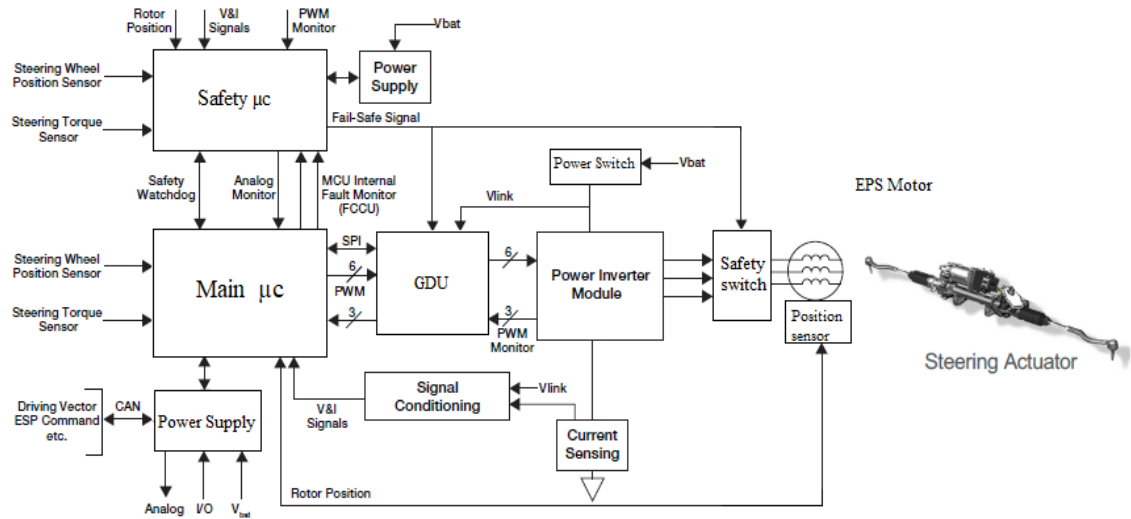 Rotor
Position
V&I
Signals
PWM
Monitor
Vbat
Steering Wheel
Position Sensor
Safety µc
Power
Supply
Steering Torque
Sensor
Fail-Safe Signal
Power Switch
Vbat
Safety
Watchdog
Analog
Monitor
MCU Internal
Fault Monitor
(FCCU)
Vlink
EPS Motor
SPI
Steering Wheel
Position Sensor
6
PWM
Main µc
GDU
6
Power Inverter
Module
Safety
switch
Steering Torque
Sensor
3
3
PWM
Monitor
Position
sensor
Steering Actuator
Signal
Conditioning
Vlink
V&I
Signals
Driving Vector
ESP Command
etc.
CAN
Power Supply
Current
Sensing
Rotor Position
Analog
I/O
Vbat